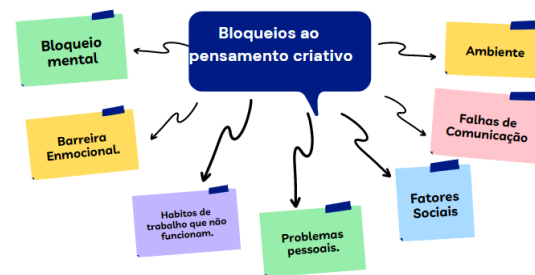 Bloqueios ao
pensamento criativo
Bloqueio
mental
Ambiente
Barreira
Enmocional.
Falhas de
Comunicação
Habitos de
trabalho que não
funcionam.
Problemas
pessoais.
Fatores
Sociais